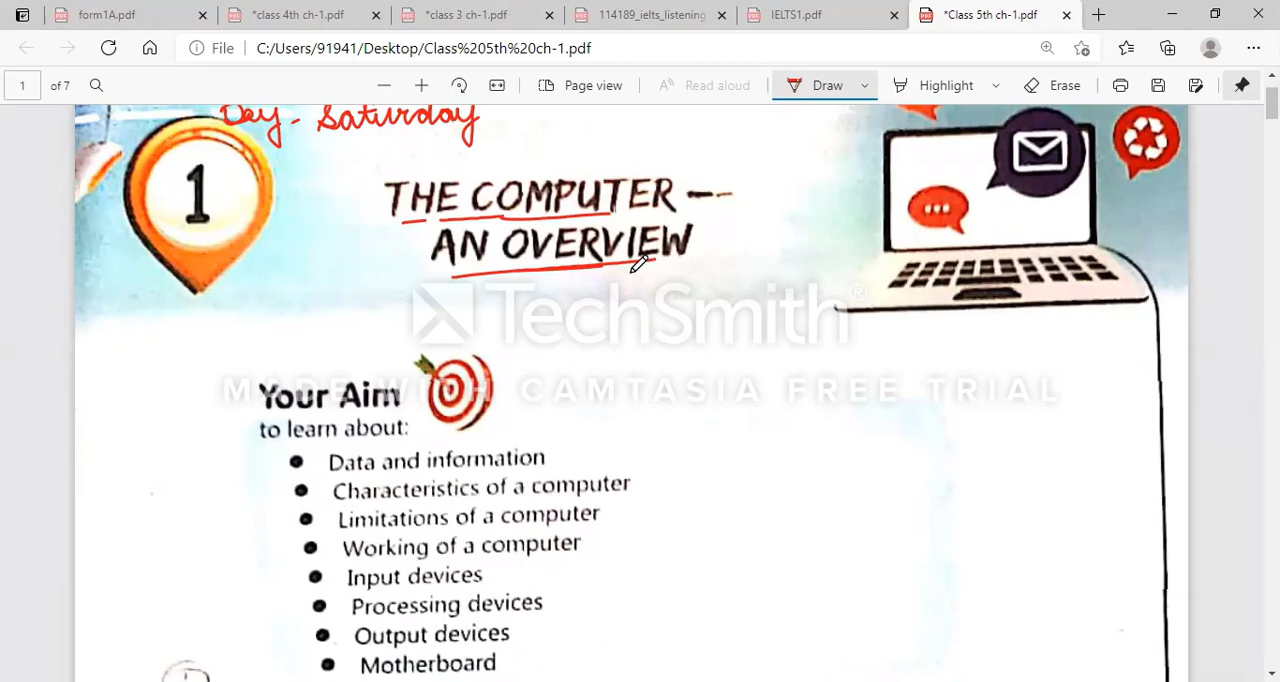 form1A.pdf
*class 4th ch-1.pdf
*class 3 ch-1.pdf
114189_ielts_listening
IELTS1.pdf
*Class 5th ch-1.pdf
File
C:/Users/91941/Desktop/Class%205th%20ch-1.pdf
1 of 7
Page view
Read aloud
Draw
Highlight
Erase
Day - Saturday
1
THE COMPUTER —
AN OVERVIEW
TechSmith®
MADE WITH CAMTASIA FREE TRIAL
Your Aim
to learn about:
● Data and information
● Characteristics of a computer
● Limitations of a computer
● Working of a computer
● Input devices
● Processing devices
● Output devices
● Motherboard